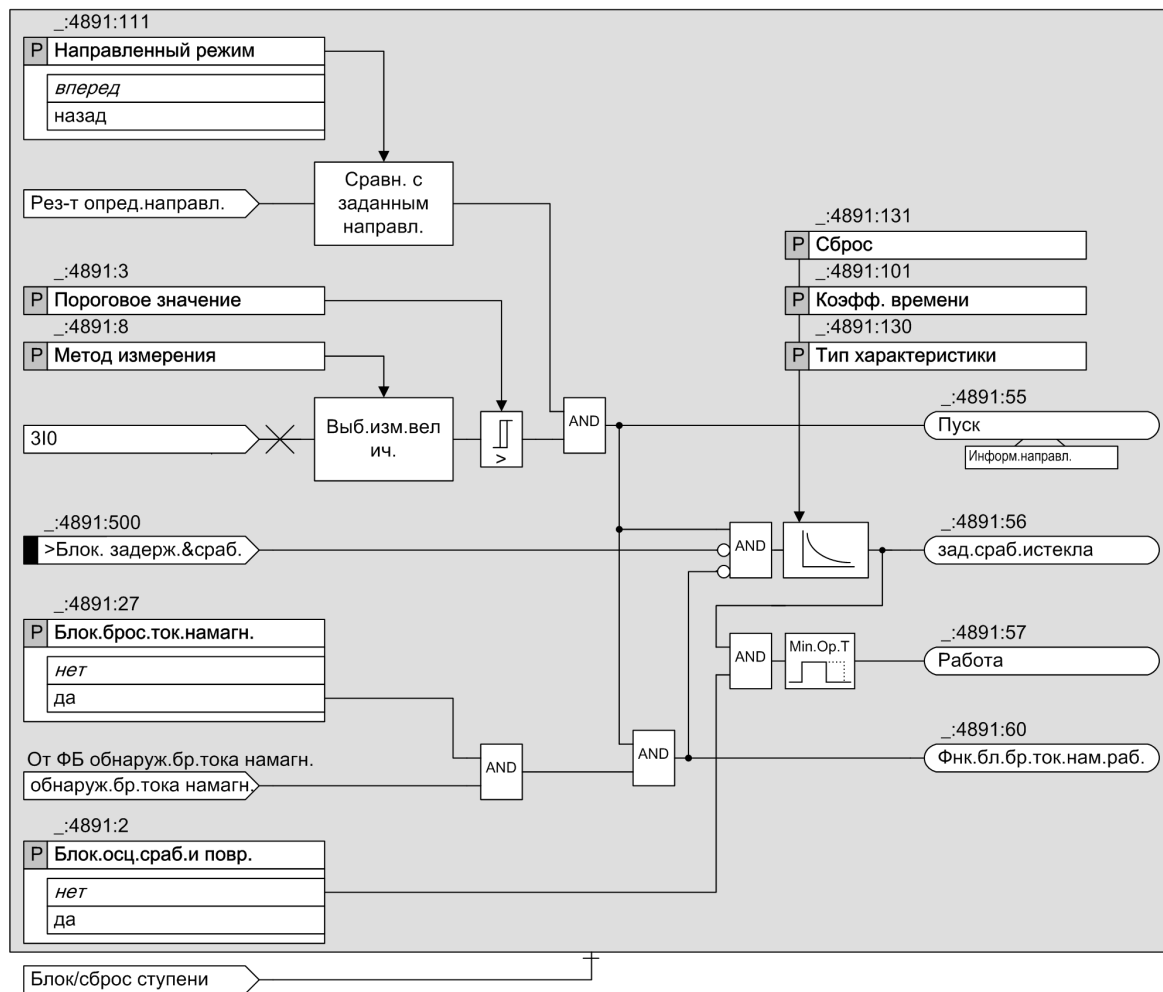 _:4891:111
P Направленный режим
вперед
назад
Рез-т опред.направл.
Сравн. с
заданным
направл.
_:4891:131
P Сброс
_:4891:101
P Коэфф. времени
_:4891:130
P Тип характеристики
_:4891:3
P Пороговое значение
_:4891:8
P Метод измерения
3I0
Выб.изм.вел
ич.
>
AND
_:4891:55
Пуск
Информ.направл.
_:4891:500
>Блок. задерж.&сраб.
AND
_:4891:56
зад.сраб.истекла
_:4891:27
P Блок.брос.ток.намагн.
нет
да
AND
Min.Op.T
_:4891:57
Работа
От ФБ обнаруж.бр.тока намагн.
обнаруж.бр.тока намагн.
AND
AND
_:4891:60
Фнк.бл.бр.ток.нам.раб.
_:4891:2
P Блок.осц.сраб.и повр.
нет
да
Блок/сброс ступени